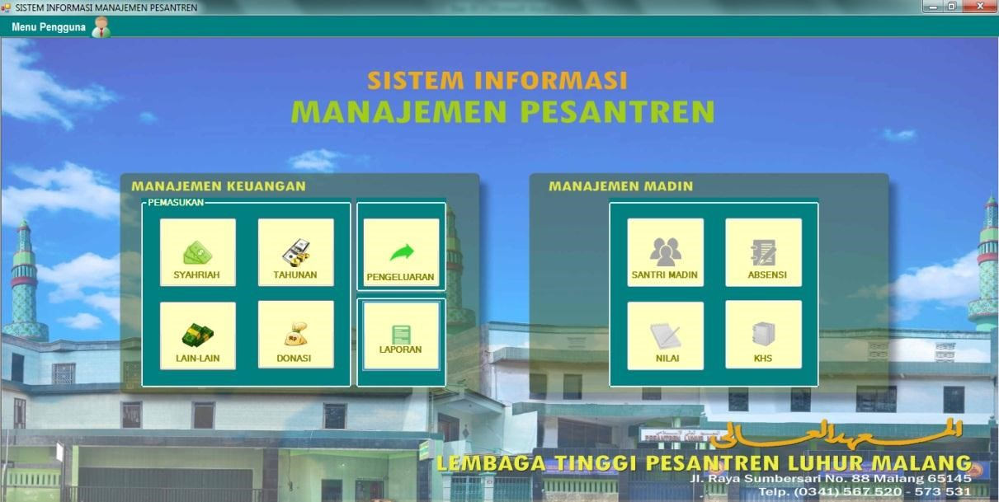 SISTEM INFORMASI MANAJEMEN PESANTREN
Menu Pengguna
SISTEM INFORMASI
MANAJEMEN PESANTREN
MANAJEMEN KEUANGAN
PEMASUKAN
SYAHRIAH
TAHUNAN
PENGELUARAN
LAIN-LAIN
Rp
DONASI
LAPORAN
MANAJEMEN MADIN
SANTRI MADIN
ABSENSI
NILAI
KHS
المعهد العالي
LEMBAGA TINGGI PESANTREN LUHUR MALANG
Jl. Raya Sumbersari No. 88 Malang 65145
Telp. (0341) 567 520 - 573 531